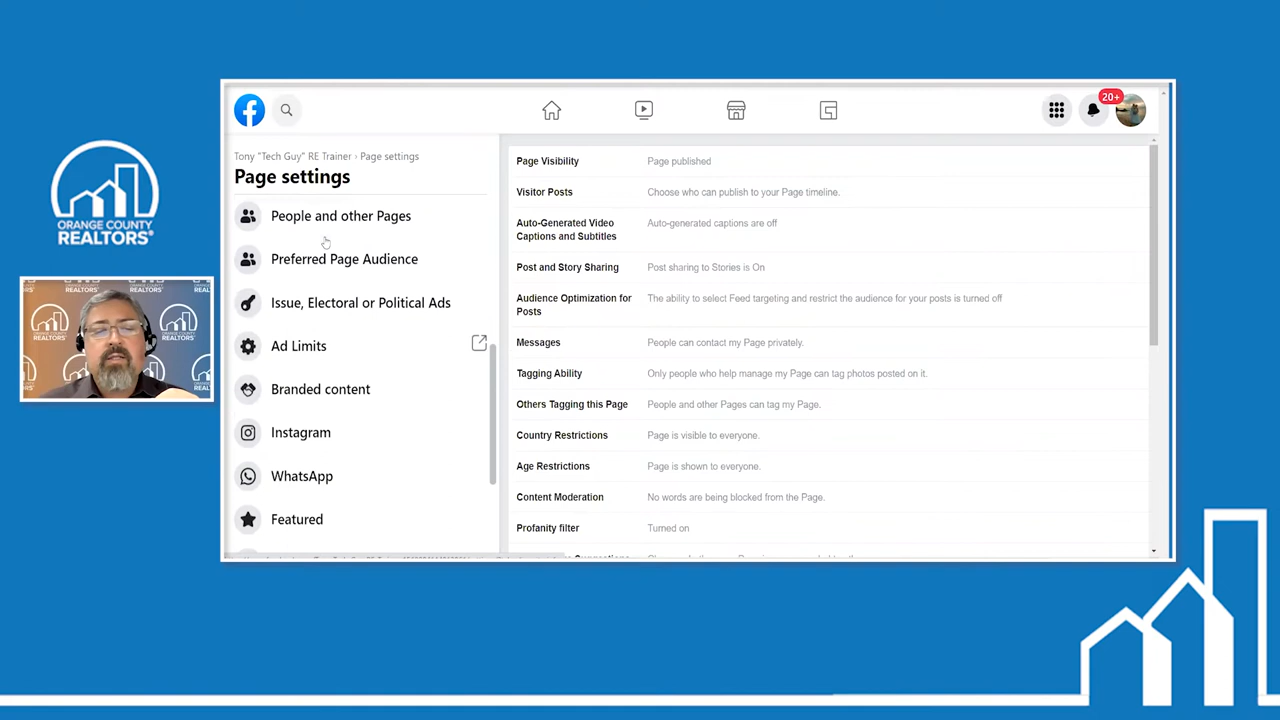 ORANGE COUNTY
REALTORS®
20+
Tony "Tech Guy" RE Trainer › Page settings
Page settings
People and other Pages
Preferred Page Audience
Issue, Electoral or Political Ads
Ad Limits
Branded content
Instagram
WhatsApp
Featured
Page Visibility Page published
Visitor Posts Choose who can publish to your Page timeline.
Auto-Generated Video Auto-generated captions are off
Captions and Subtitles
Post and Story Sharing Post sharing to Stories is On
Audience Optimization for The ability to select Feed targeting and restrict the audience for your posts is turned off
Posts
Messages People can contact my Page privately.
Tagging Ability Only people who help manage my Page can tag photos posted on it.
Others Tagging this Page People and other Pages can tag my Page.
Country Restrictions Page is visible to everyone.
Age Restrictions Page is shown to everyone.
Content Moderation No words are being blocked from the Page.
Profanity filter Turned on